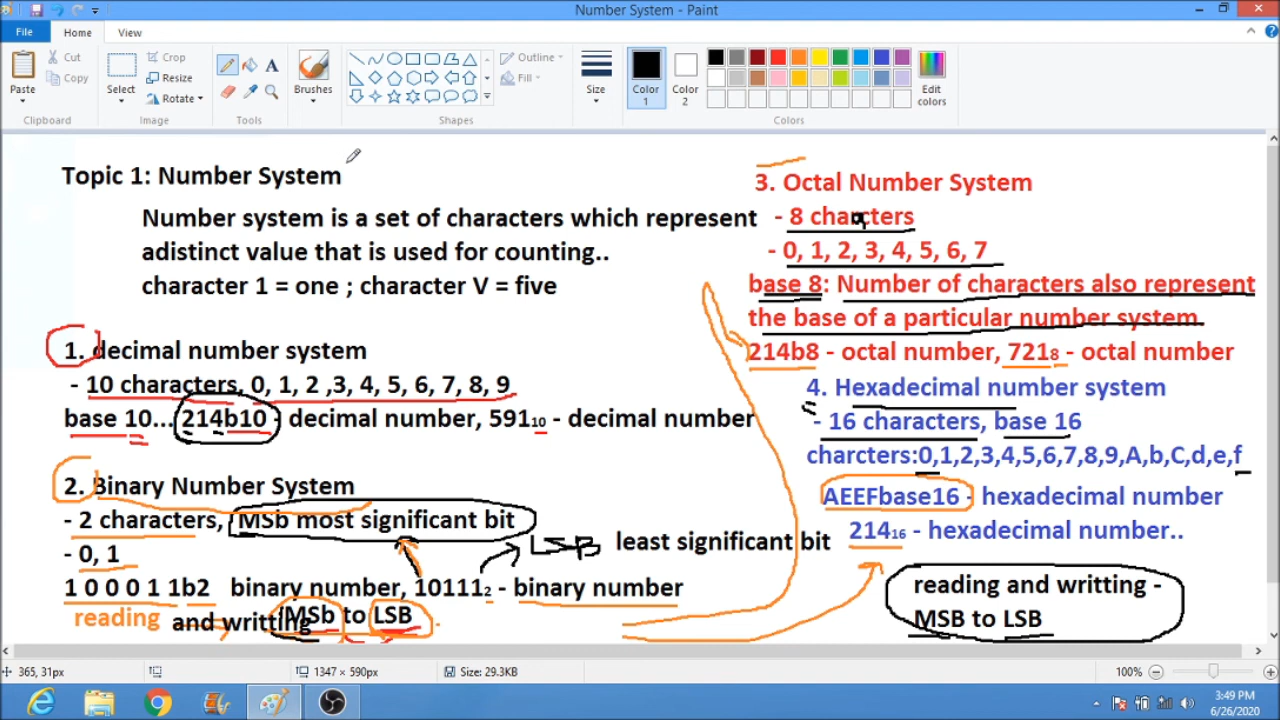 Number System - Paint
File Home View
Paste
Cut
Copy
Clipboard
Select
Crop
Resize
Rotate
Image
Tools
Brushes
Outline
Fill
Shapes
Size
Color 1
Color 2
Edit colors
Colors
Topic 1: Number System
Number system is a set of characters which represent
adistinct value that is used for counting..
character 1 = one ; character V = five
1. decimal number system
- 10 characters, 0, 1, 2 ,3, 4, 5, 6, 7, 8, 9
base 10... 214b10 - decimal number, 59110 - decimal number
2. Binary Number System
- 2 characters, MSb most significant bit
- 0, 1
LSB least significant bit
1 0 0 0 1 1b2 binary number, 101112 - binary number
reading and writting MSb to LSB
3. Octal Number System
- 8 characters
- 0, 1, 2, 3, 4, 5, 6, 7
base 8: Number of characters also represent
the base of a particular number system.
214b8 - octal number, 7218 - octal number
4. Hexadecimal number system
- 16 characters, base 16
charcters:0,1,2,3,4,5,6,7,8,9,A,b,C,d,e,f
AEEFbase16 - hexadecimal number
21416 - hexadecimal number..
reading and writting -
MSB to LSB
365, 31px
1347 × 590px
Size: 29.3KB
100%
3:49 PM
6/26/2020